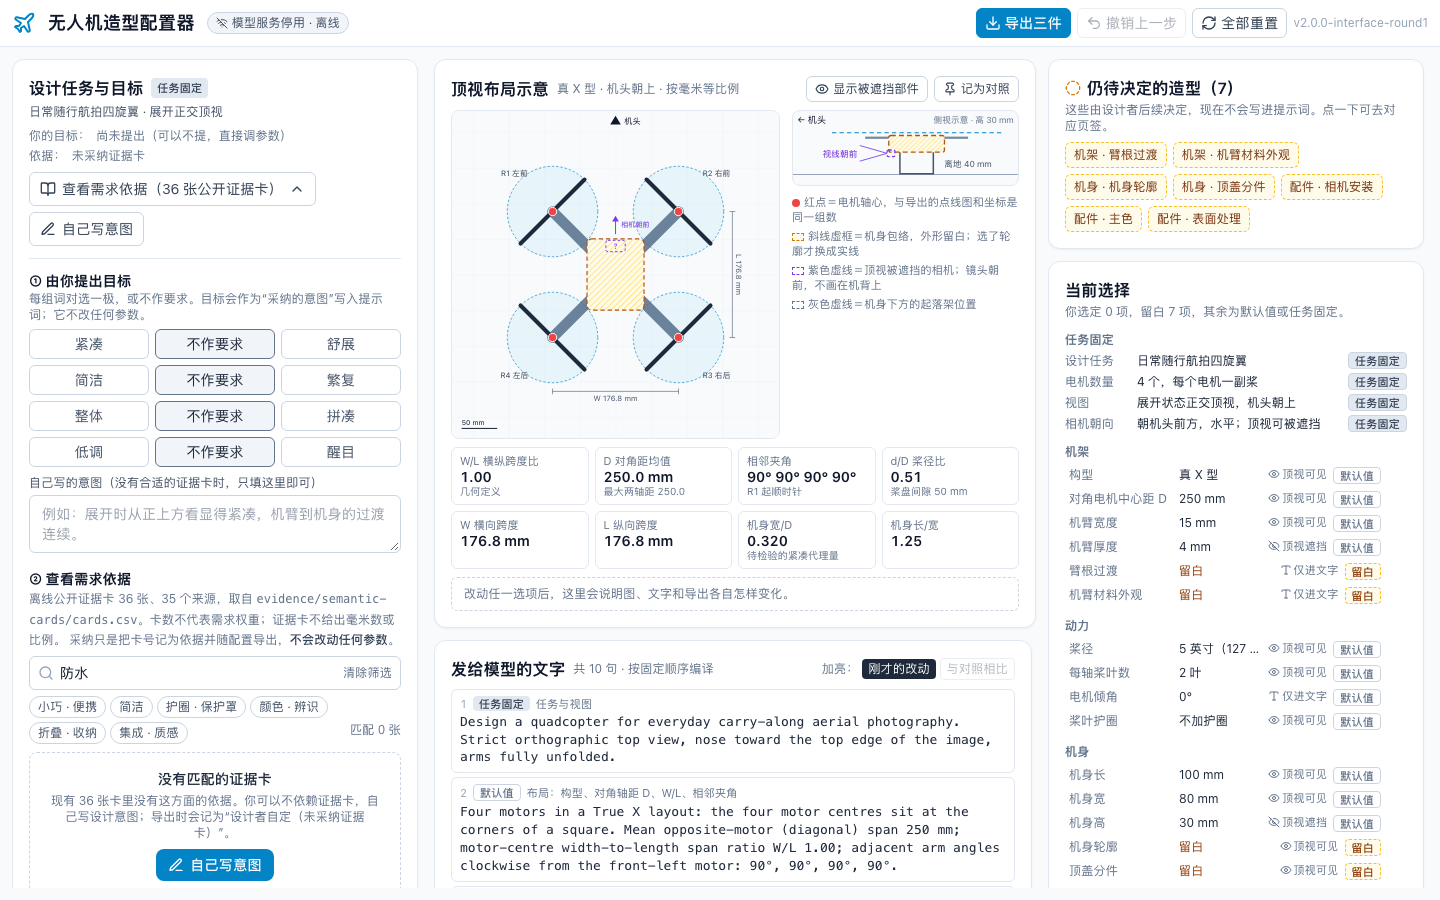 无人机造型配置器
模型服务停用 · 离线
导出三件
撤销上一步
全部重置
v2.0.0-interface-round1
设计任务与目标
任务固定
日常随行航拍四旋翼 · 展开正交顶视
你的目标： 尚未提出（可以不提，直接调参数）
依据： 未采纳证据卡
查看需求依据（36 张公开证据卡）
自己写意图
① 由你提出目标
每组词对选一极，或不作要求。目标会作为“采纳的意图”写入提示
词；它不改任何参数。
紧凑 不作要求 舒展
简洁 不作要求 繁复
整体 不作要求 拼凑
低调 不作要求 醒目
自己写的意图（没有合适的证据卡时，只填这里即可）
例如：展开时从正上方看显得紧凑，机臂到机身的过渡
连续。
② 查看需求依据
离线公开证据卡 36 张、35 个来源，取自 evidence/semantic-
cards/cards.csv。卡数不代表需求权重；证据卡不给出毫米数或
比例。 采纳只是把卡号记为依据并随配置导出，不会改动任何参数。
防水
清除筛选
小巧 · 便携
简洁
护圈 · 保护罩
颜色 · 辨识
折叠 · 收纳
集成 · 质感
匹配 0 张
没有匹配的证据卡
现有 36 张卡里没有这方面的依据。你可以不依赖证据卡，自
己写设计意图；导出时会记为“设计者自定（未采纳证据
卡）”。
自己写意图
顶视布局示意
真 X 型 · 机头朝上 · 按毫米等比例
显示被遮挡部件
记为对照
机头
R1 左前
R2 右前
相机朝前
?
L 176.8 mm
R4 左后
R3 右后
W 176.8 mm
50 mm
← 机头
侧视示意 · 高 30 mm
视线朝前
离地 40 mm
红点＝电机轴心，与导出的点线图和坐标是
同一组数
斜线虚框＝机身包络，外形留白；选了轮
廓才换成实线
紫色虚线＝顶视被遮挡的相机；镜头朝
前，不画在机背上
灰色虚线＝机身下方的起落架位置
W/L 横纵跨度比
1.00
几何定义
D 对角距均值
250.0 mm
最大两轴距 250.0
相邻夹角
90° 90° 90° 90°
R1 起顺时针
d/D 桨径比
0.51
桨盘间隙 50 mm
W 横向跨度
176.8 mm
L 纵向跨度
176.8 mm
机身宽/D
0.320
待检验的紧凑代理量
机身长/宽
1.25
改动任一选项后，这里会说明图、文字和导出各自怎样变化。
发给模型的文字
共 10 句 · 按固定顺序编译
加亮：
刚才的改动
与对照相比
1 任务固定 任务与视图
Design a quadcopter for everyday carry-along aerial photography.
Strict orthographic top view, nose toward the top edge of the image,
arms fully unfolded.
2 默认值 布局：构型、对角轴距 D、W/L、相邻夹角
Four motors in a True X layout: the four motor centres sit at the
corners of a square. Mean opposite-motor (diagonal) span 250 mm;
motor-centre width-to-length span ratio W/L 1.00; adjacent arm angles
clockwise from the front-left motor: 90°, 90°, 90°, 90°.
仍待决定的造型（7）
这些由设计者后续决定，现在不会写进提示词。点一下可去对
应页签。
机架 · 臂根过渡
机架 · 机臂材料外观
机身 · 机身轮廓
机身 · 顶盖分件
配件 · 相机安装
配件 · 主色
配件 · 表面处理
当前选择
你选定 0 项，留白 7 项，其余为默认值或任务固定。
任务固定
设计任务 日常随行航拍四旋翼 任务固定
电机数量 4 个，每个电机一副桨 任务固定
视图 展开状态正交顶视，机头朝上 任务固定
相机朝向 朝机头前方，水平；顶视可被遮挡 任务固定
机架
构型 真 X 型 顶视可见 默认值
对角电机中心距 D 250 mm 顶视可见 默认值
机臂宽度 15 mm 顶视可见 默认值
机臂厚度 4 mm 顶视遮挡 默认值
臂根过渡 留白 仅进文字 留白
机臂材料外观 留白 仅进文字 留白
动力
桨径 5 英寸（127 ... 顶视可见 默认值
每轴桨叶数 2 叶 顶视可见 默认值
电机倾角 0° 仅进文字 默认值
桨叶护圈 不加护圈 顶视可见 默认值
机身
机身长 100 mm 顶视可见 默认值
机身宽 80 mm 顶视可见 默认值
机身高 30 mm 顶视遮挡 默认值
机身轮廓 留白 顶视可见 留白
顶盖分件 留白 顶视可见 留白